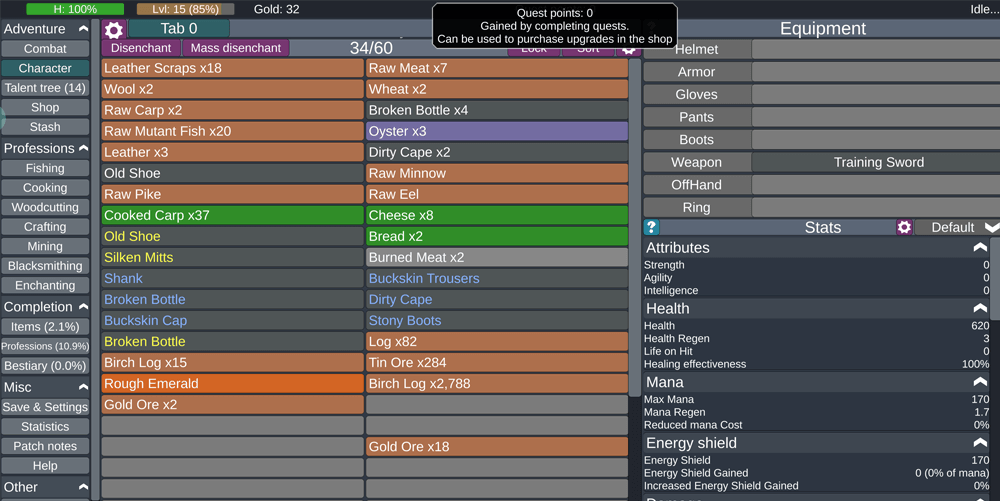 H: 100%
Lvl: 15 (85%)
Gold: 32
Quest points: 0
Gained by completing quests.
Can be used to purchase upgrades in the shop
Idle...
Adventure
Combat
Character
Talent tree (14)
Shop
Stash
Professions
Fishing
Cooking
Woodcutting
Crafting
Mining
Blacksmithing
Enchanting
Completion
Items (2.1%)
Professions (10.9%)
Bestiary (0.0%)
Misc
Save & Settings
Statistics
Patch notes
Help
Other
Tab 0
Disenchant
Mass disenchant
34/60
Lock
Sort
Leather Scraps x18
Raw Meat x7
Wool x2
Wheat x2
Raw Carp x2
Broken Bottle x4
Raw Mutant Fish x20
Oyster x3
Leather x3
Dirty Cape x2
Old Shoe
Raw Minnow
Raw Pike
Raw Eel
Cooked Carp x37
Cheese x8
Old Shoe
Bread x2
Silken Mitts
Burned Meat x2
Shank
Buckskin Trousers
Broken Bottle
Dirty Cape
Buckskin Cap
Stony Boots
Broken Bottle
Log x82
Birch Log x15
Tin Ore x284
Rough Emerald
Birch Log x2,788
Gold Ore x2
Gold Ore x18
Equipment
Helmet
Armor
Gloves
Pants
Boots
Weapon
Training Sword
OffHand
Ring
?
Stats
Default
Attributes
Strength 0
Agility 0
Intelligence 0
Health
Health 620
Health Regen 3
Life on Hit 0
Healing effectiveness 100%
Mana
Max Mana 170
Mana Regen 1.7
Reduced mana Cost 0%
Energy shield
Energy Shield 170
Energy Shield Gained 0 (0% of mana)
Increased Energy Shield Gained 0%